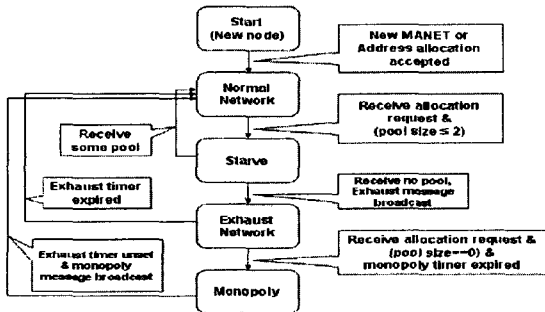 Start
(New node)
New MANET or
Address allocation
accepted
Normal
Network
Receive allocation
request &
(pool size ≤ 2)
Receive
some pool
Starve
Receive no pool,
Exhaust message
broadcast
Exhaust timer
expired
Exhaust
Network
Receive allocation request &
(pool size==0) &
monopoly timer expired
Exhaust timer unset
& monopoly
message broadcast
Monopoly